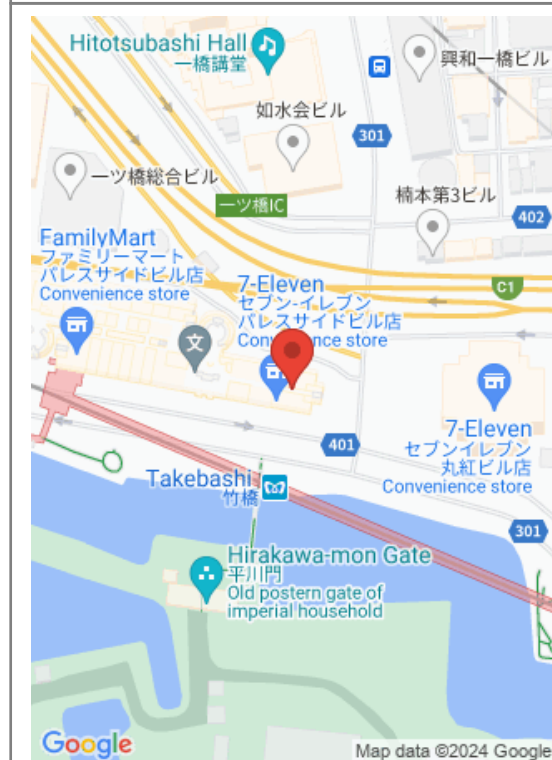 Hitotsubashi Hall
一橋講堂
興和一橋ビル
如水会ビル
301
一ツ橋総合ビル
一ツ橋IC
楠本第3ビル
402
FamilyMart
ファミリーマート
パレスサイドビル店
Convenience store
7-Eleven
セブン-イレブン
パレスサイドビル店
Convenience store
C1
文
7-Eleven
セブンイレブン
丸紅ビル店
Convenience store
401
Takebashi
竹橋
301
Hirakawa-mon Gate
平川門
Old postern gate of
imperial household
Google
Map data ©2024 Google